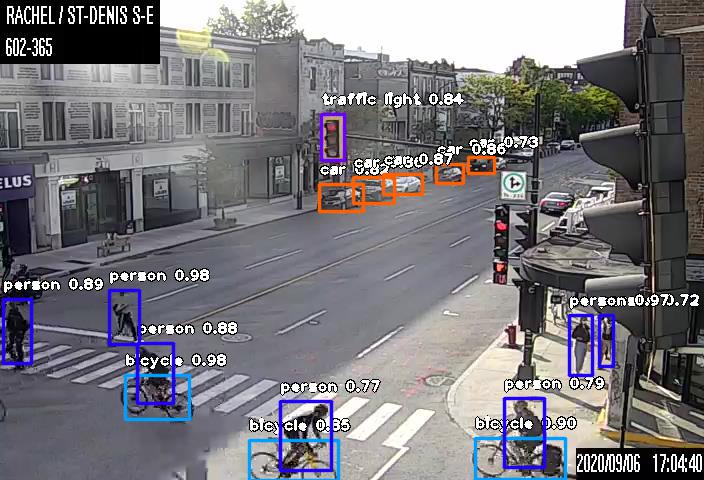 RACHEL / ST-DENIS S-E
602-365
traffic light 0.84
car 0.73
car 0.86
car 0.87
car 0.82
ELUS
person 0.89
person 0.98
person 0.88
bicycle 0.98
person 0.97
0.72
person 0.77
person 0.79
bicycle 0.85
bicycle 0.90
2020/09/06 17:04:40